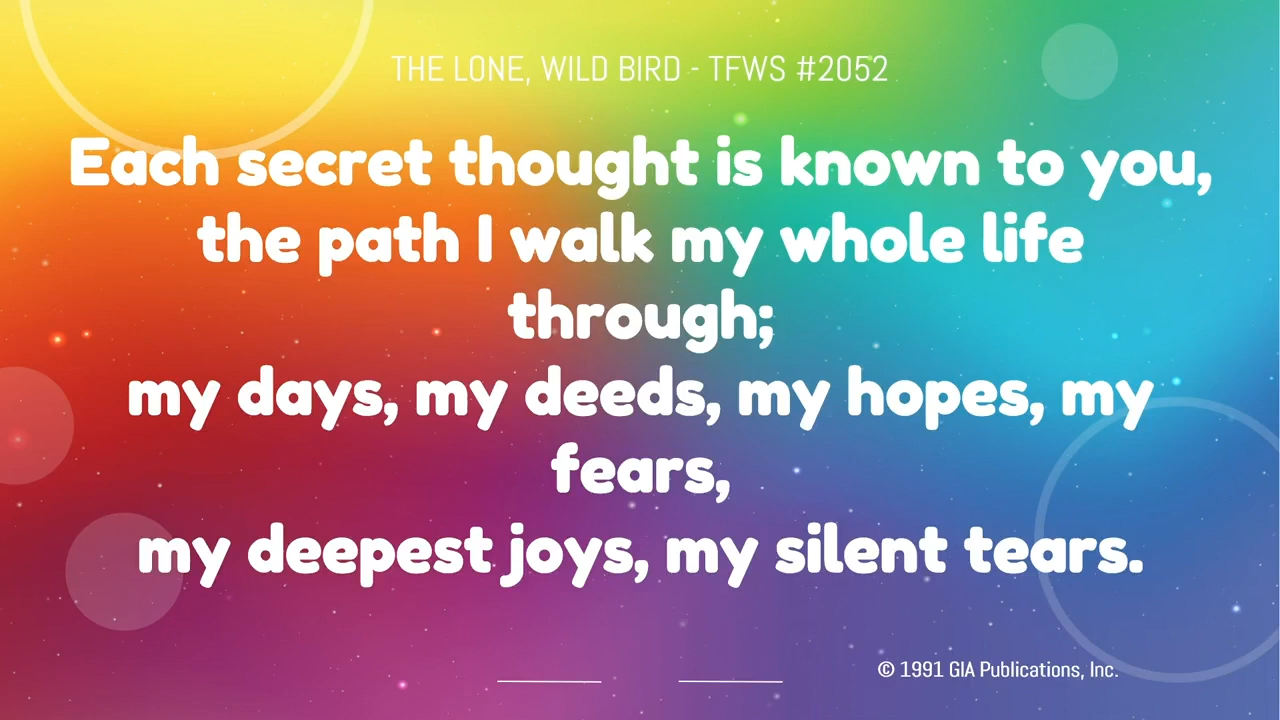 THE LONE, WILD BIRD - TFWS #2052
Each secret thought is known to you,
the path I walk my whole life
through;
my days, my deeds, my hopes, my
fears,
my deepest joys, my silent tears.
© 1991 GIA Publications, Inc.